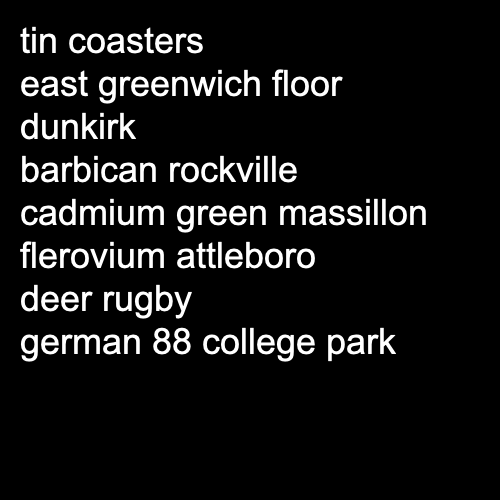 tin coasters
east greenwich floor
dunkirk
barbican rockville
cadmium green massillon
flerovium attleboro
deer rugby
german 88 college park